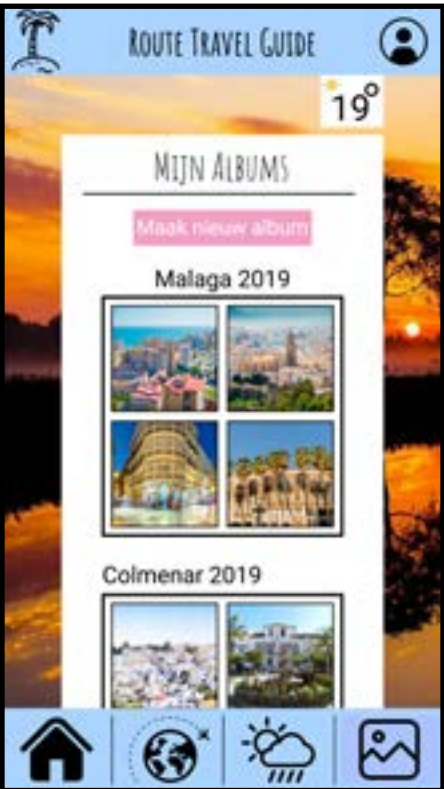 ROUTE TRAVEL GUIDE
19°
MIJN ALBUMS
Maak nieuw album
Malaga 2019
Colmenar 2019